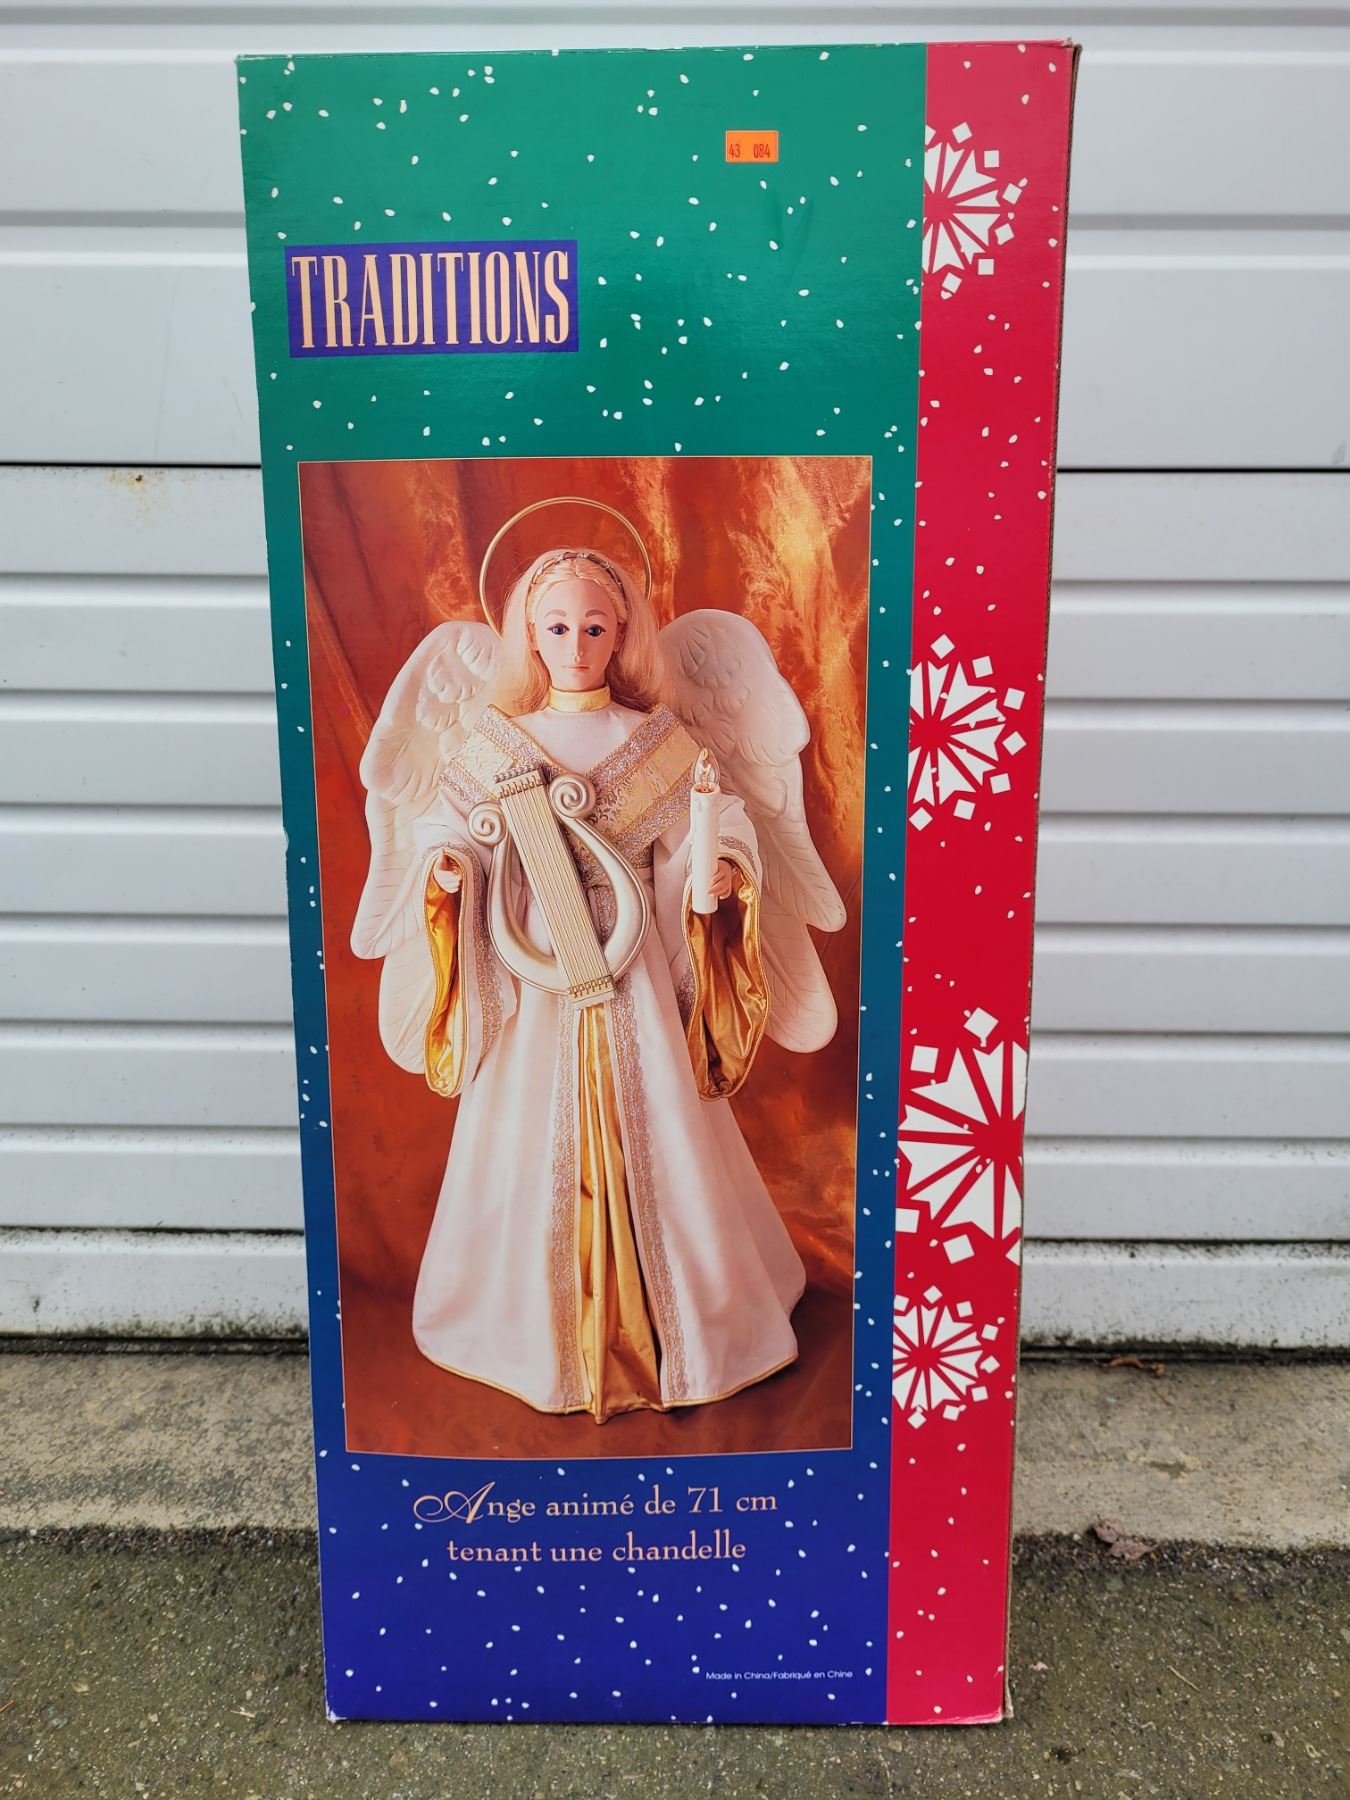 43 084
TRADITIONS
Ange animé de 71 cm
tenant une chandelle
Made in China/Fabriqué en Chine